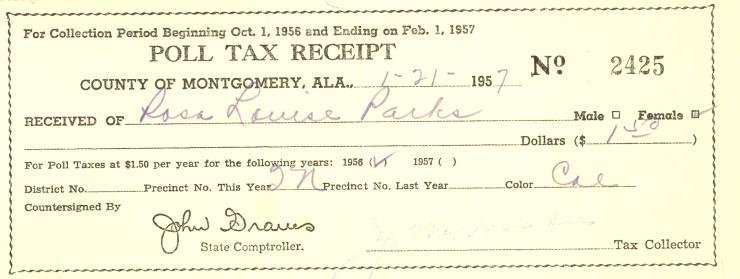 For Collection Period Beginning Oct. 1, 1956 and Ending on Feb. 1, 1957
POLL TAX RECEIPT
No 2425
COUNTY OF MONTGOMERY, ALA., 1-21- 1957
RECEIVED OF Rosa Louise Parks Male ☐ Female ☑
Dollars ($ 1.50 )
For Poll Taxes at $1.50 per year for the following years: 1956 (✓) 1957 ( )
District No. Precinct No. This Year 2N Precinct No. Last Year Color Col
Countersigned By
John Graves
State Comptroller. Tax Collector